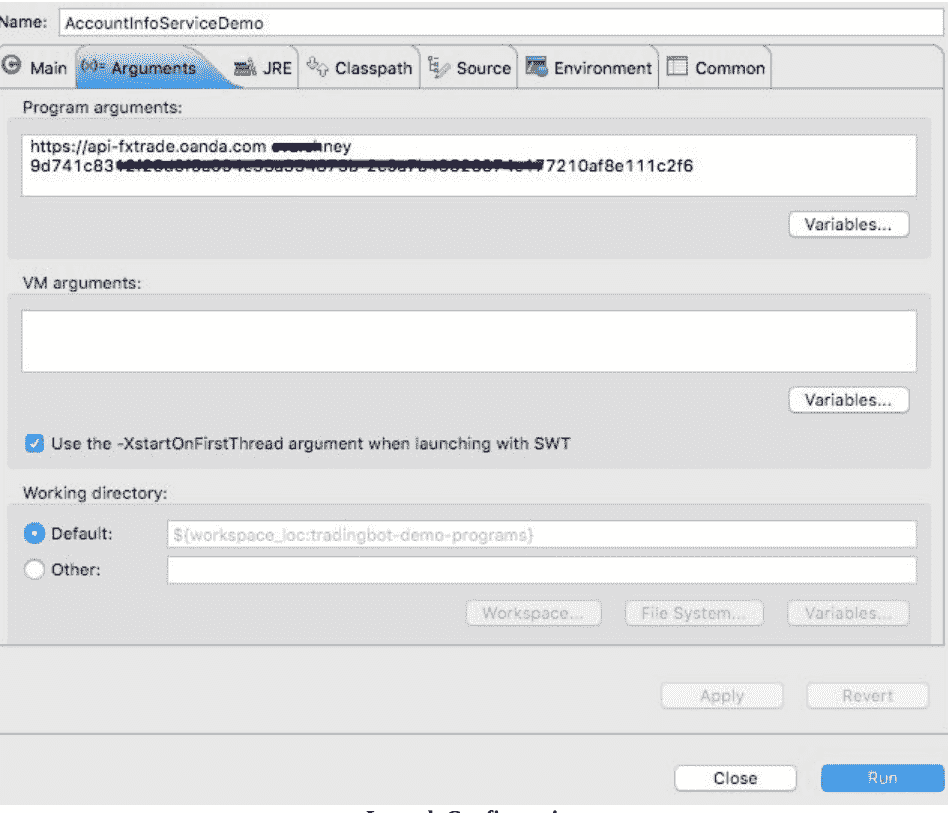 Name: AccountInfoServiceDemo
Main Arguments JRE Classpath Source Environment Common
Program arguments:
https://api-fxtrade.oanda.com ney
9d741c83 7210af8e111c2f6
Variables...
VM arguments:
Variables...
Use the -XstartOnFirstThread argument when launching with SWT
Working directory:
Default: ${workspace_loc:tradingbot-demo-programs}
Other:
Workspace... File System... Variables...
Apply Revert
Close Run